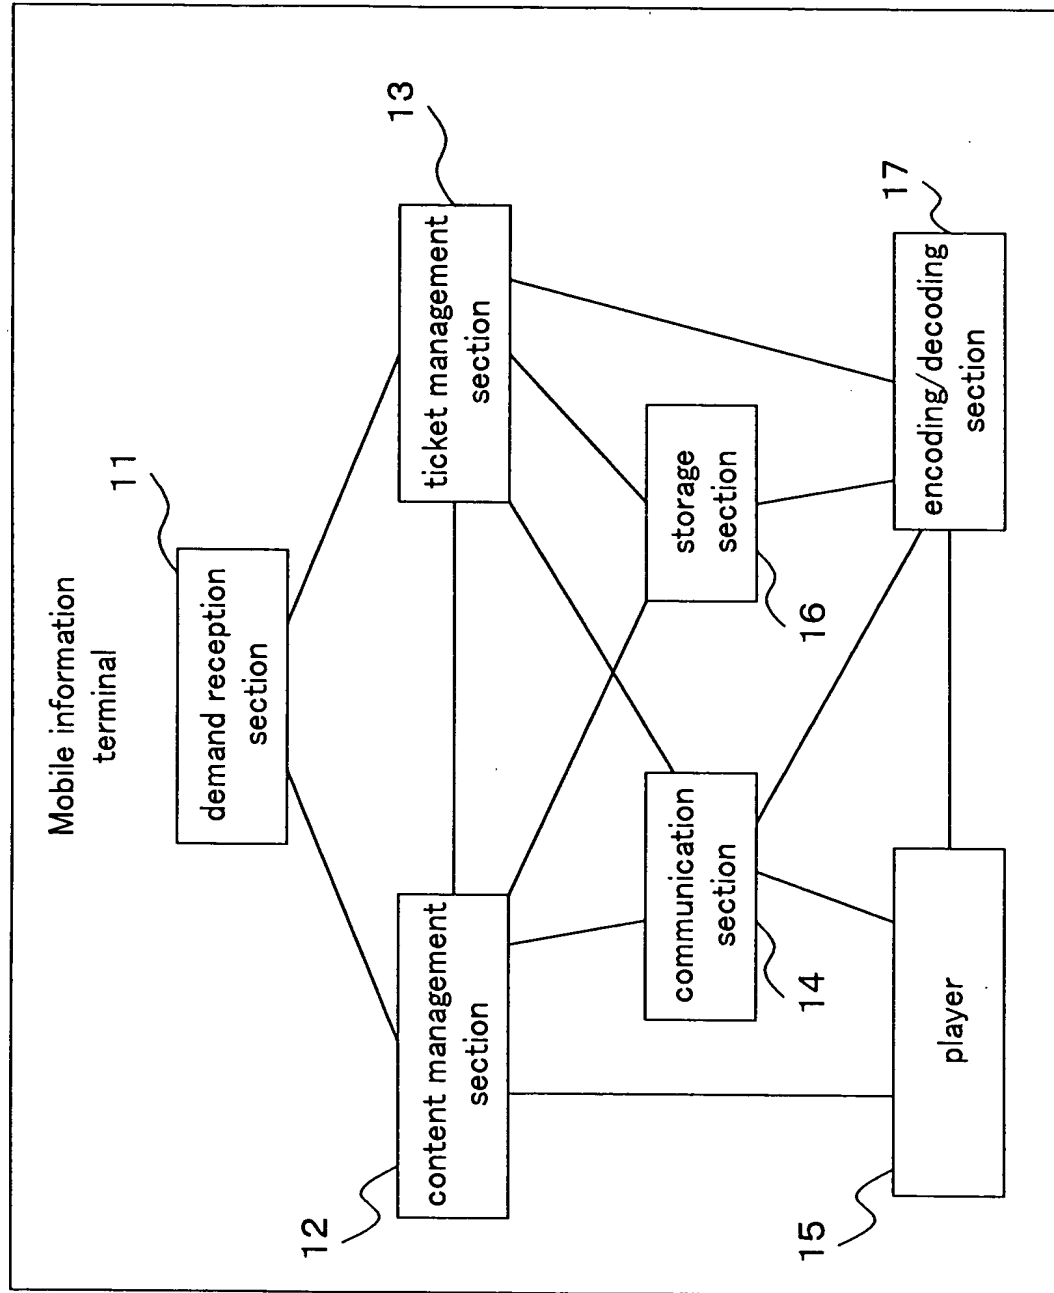 Mobile information
terminal
11
demand reception
section
12
content management
section
13
ticket management
section
communication
section
14
storage
section
16
15
player
17
encoding/decoding
section